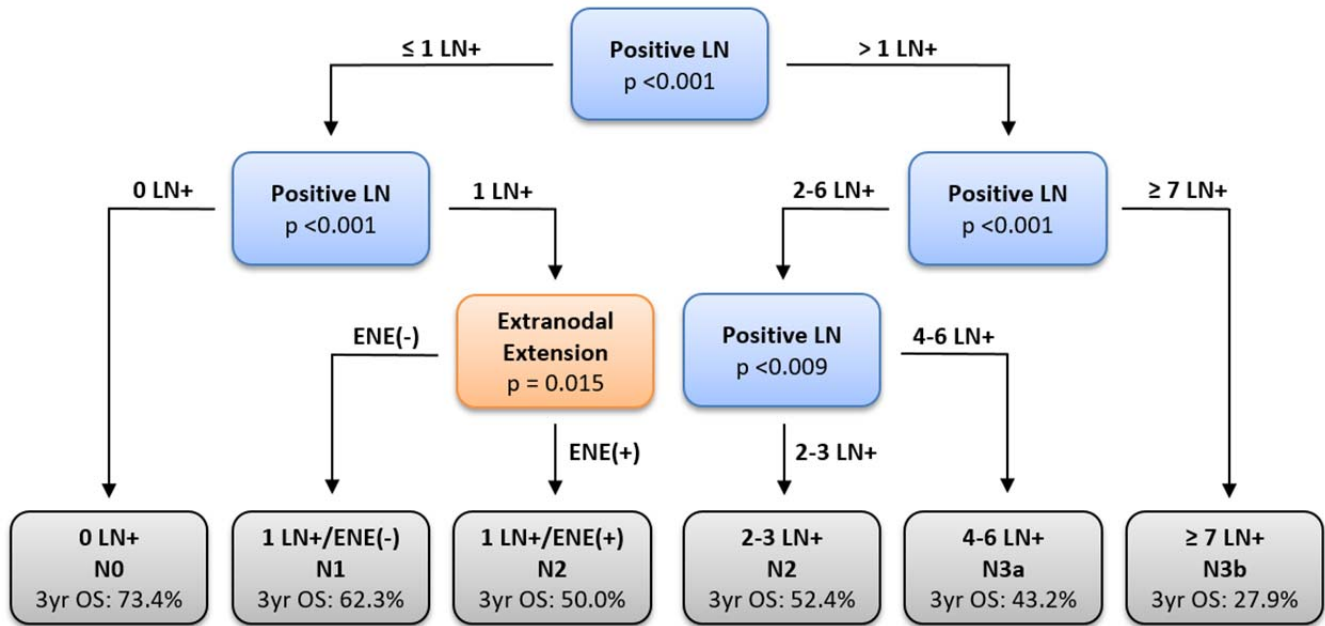 ≤ 1 LN+
Positive LN
p <0.001
> 1 LN+
0 LN+
Positive LN
p <0.001
1 LN+
2-6 LN+
Positive LN
p <0.001
≥ 7 LN+
ENE(-)
Extranodal
Extension
p = 0.015
Positive LN
p <0.009
4-6 LN+
ENE(+)
2-3 LN+
0 LN+
N0
3yr OS: 73.4%
1 LN+/ENE(-)
N1
3yr OS: 62.3%
1 LN+/ENE(+)
N2
3yr OS: 50.0%
2-3 LN+
N2
3yr OS: 52.4%
4-6 LN+
N3a
3yr OS: 43.2%
≥ 7 LN+
N3b
3yr OS: 27.9%